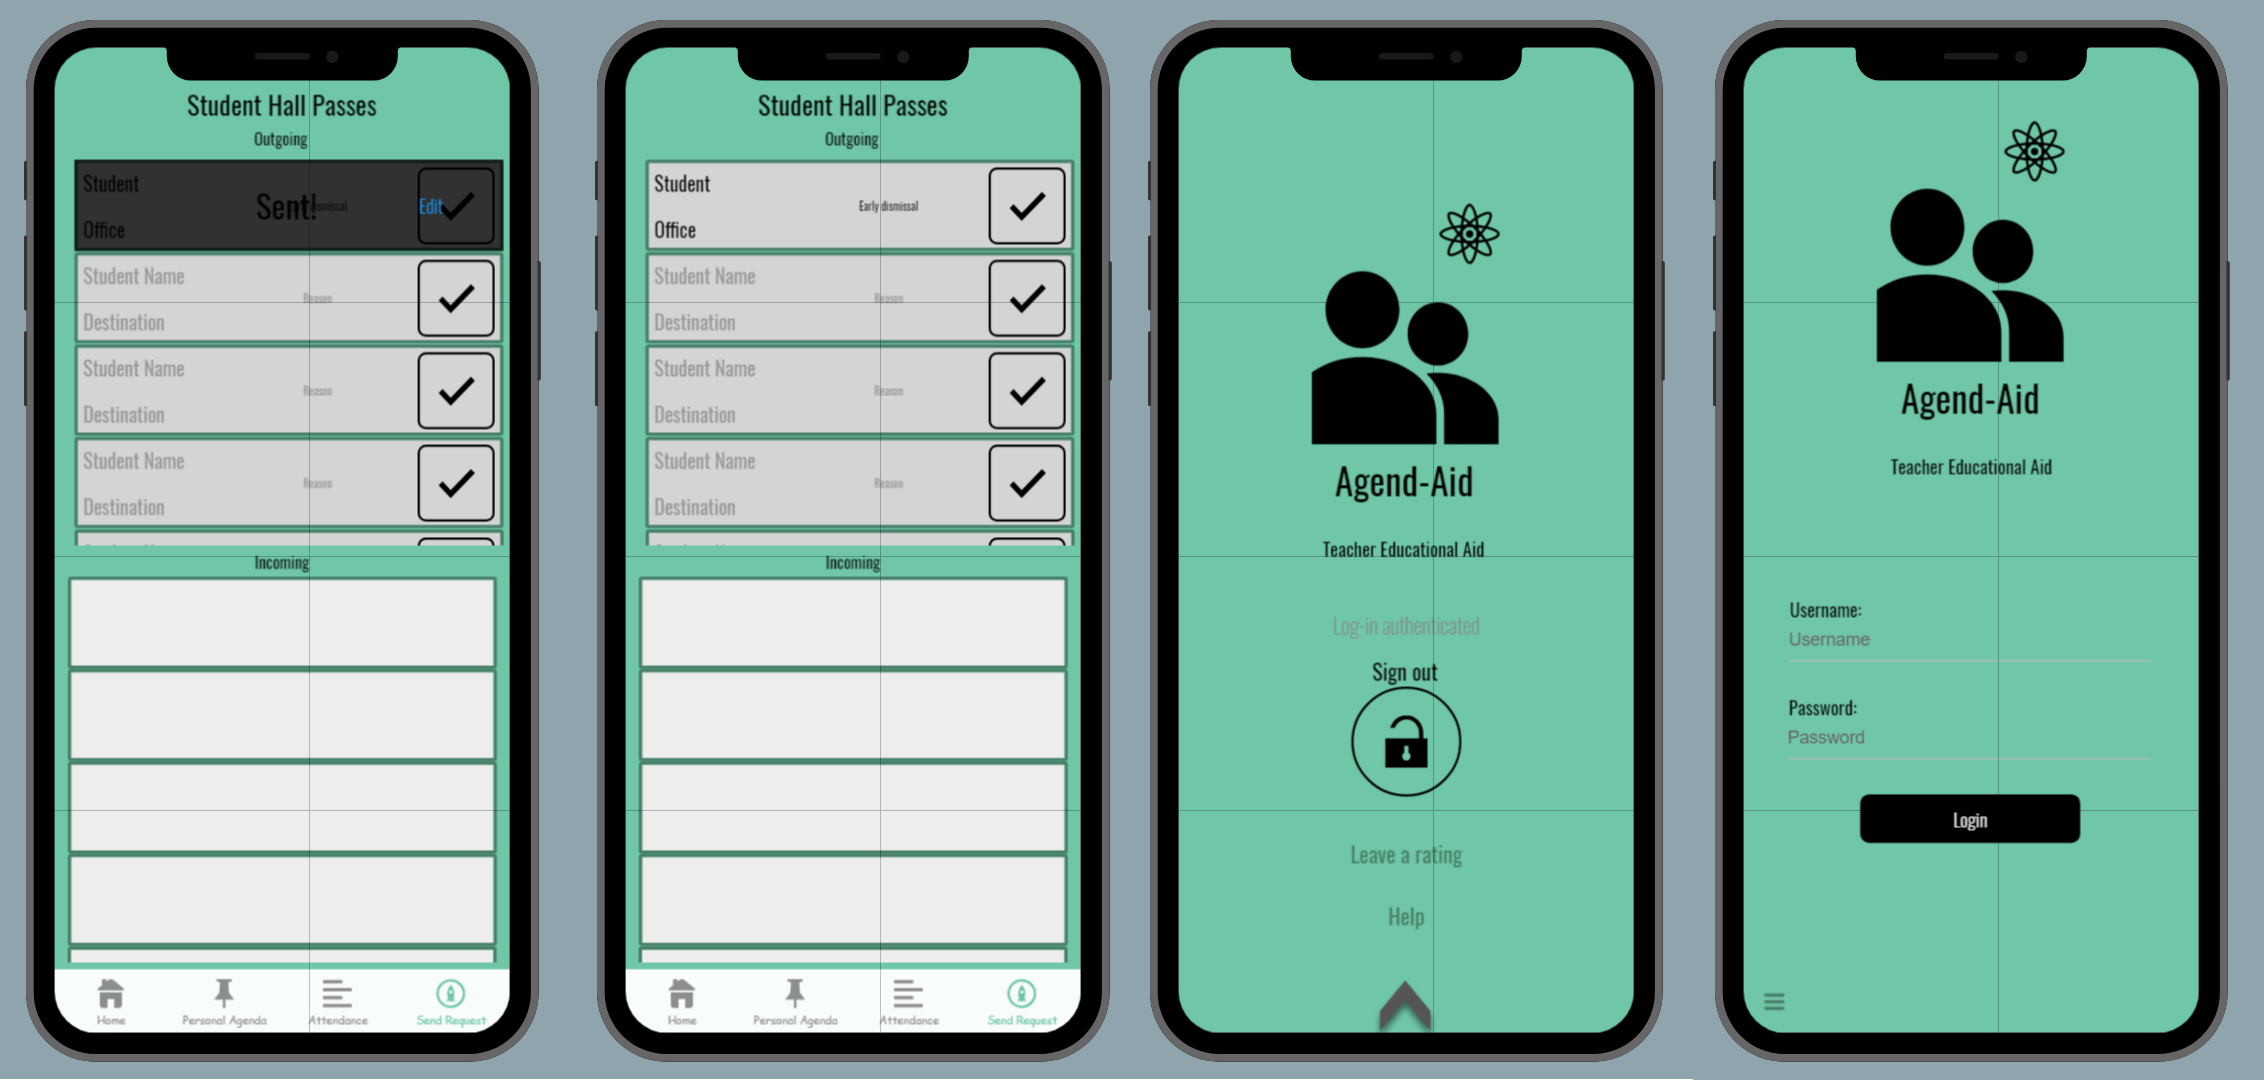 Student Hall Passes
Outgoing
Student
Sent!
dismissal
Edit
Office
Student Name
Reason
Destination
Student Name
Reason
Destination
Student Name
Reason
Destination
Incoming
Home
Personal Agenda
Attendance
Send Request
Student Hall Passes
Outgoing
Student
Early dismissal
Office
Student Name
Reason
Destination
Student Name
Reason
Destination
Student Name
Reason
Destination
Incoming
Home
Personal Agenda
Attendance
Send Request
Agend-Aid
Teacher Educational Aid
Log-in authenticated
Sign out
Leave a rating
Help
Agend-Aid
Teacher Educational Aid
Username:
Username
Password:
Password
Login